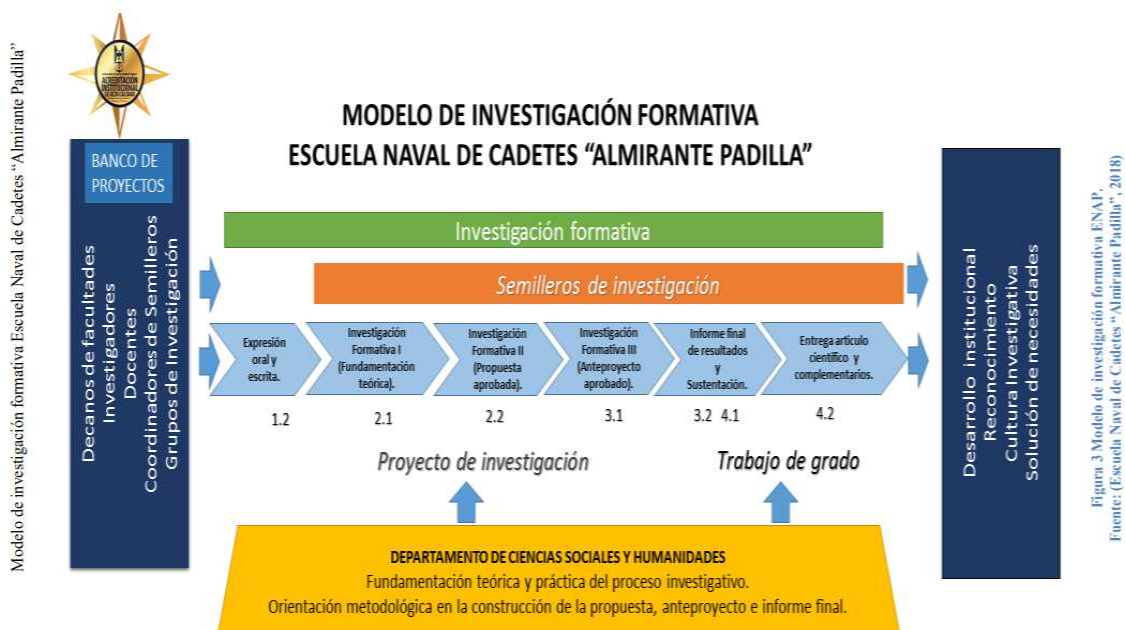 Modelo de investigación formativa Escuela Naval de Cadetes “Almirante Padilla”
ACREDITACIÓN
INSTITUCIONAL
DE ALTA CALIDAD
MODELO DE INVESTIGACIÓN FORMATIVA
ESCUELA NAVAL DE CADETES “ALMIRANTE PADILLA”
BANCO DE
PROYECTOS
Decanos de facultades
Investigadores
Docentes
Coordinadores de Semilleros
Grupos de Investigación
Investigación formativa
Semilleros de investigación
Expresión
oral y
escrita.
Investigación
Formativa I
(Fundamentación
teórica).
Investigación
Formativa II
(Propuesta
aprobada).
Investigación
Formativa III
(Anteproyecto
aprobado).
Informe final
de resultados
y
Sustentación.
Entrega articulo
científico y
complementarios.
1.2
2.1
2.2
3.1
3.2 4.1
4.2
Proyecto de investigación
Trabajo de grado
DEPARTAMENTO DE CIENCIAS SOCIALES Y HUMANIDADES
Fundamentación teórica y práctica del proceso investigativo.
Orientación metodológica en la construcción de la propuesta, anteproyecto e informe final.
Desarrollo institucional
Reconocimiento
Cultura Investigativa
Solución de necesidades
Figura 3 Modelo de investigación formativa ENAP.
Fuente: (Escuela Naval de Cadetes “Almirante Padilla”, 2018)